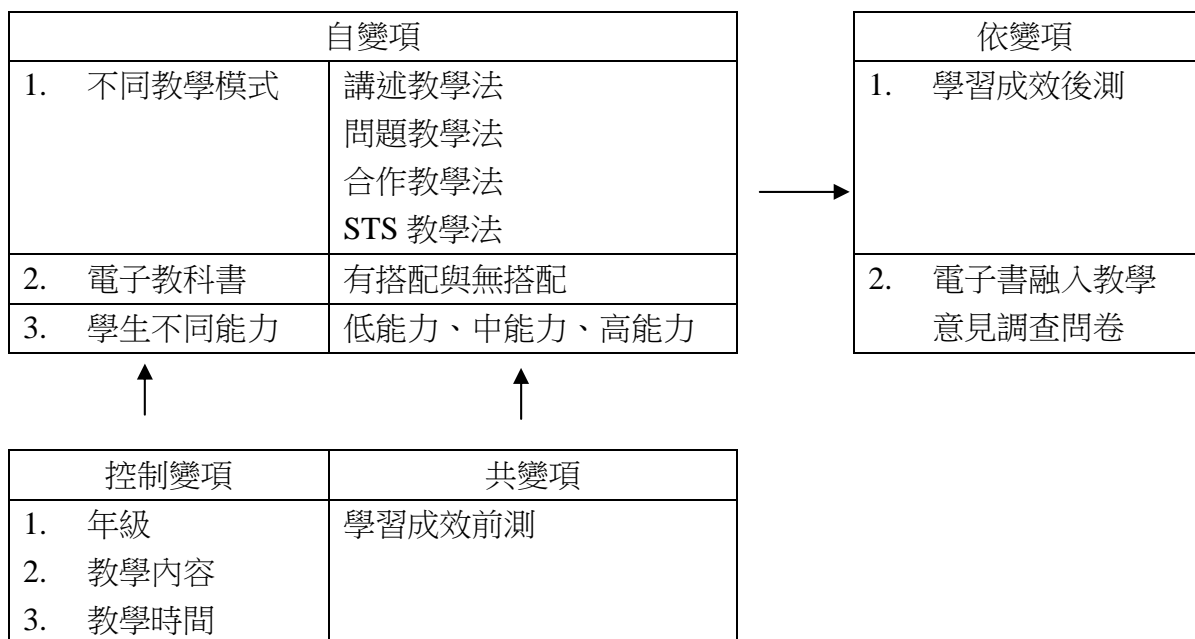 自變項
1. 不同教學模式
講述教學法
問題教學法
合作教學法
STS 教學法
2. 電子教科書
有搭配與無搭配
3. 學生不同能力
低能力、中能力、高能力
依變項
1. 學習成效後測
2. 電子書融入教學
意見調查問卷
控制變項
1. 年級
2. 教學內容
3. 教學時間
共變項
學習成效前測